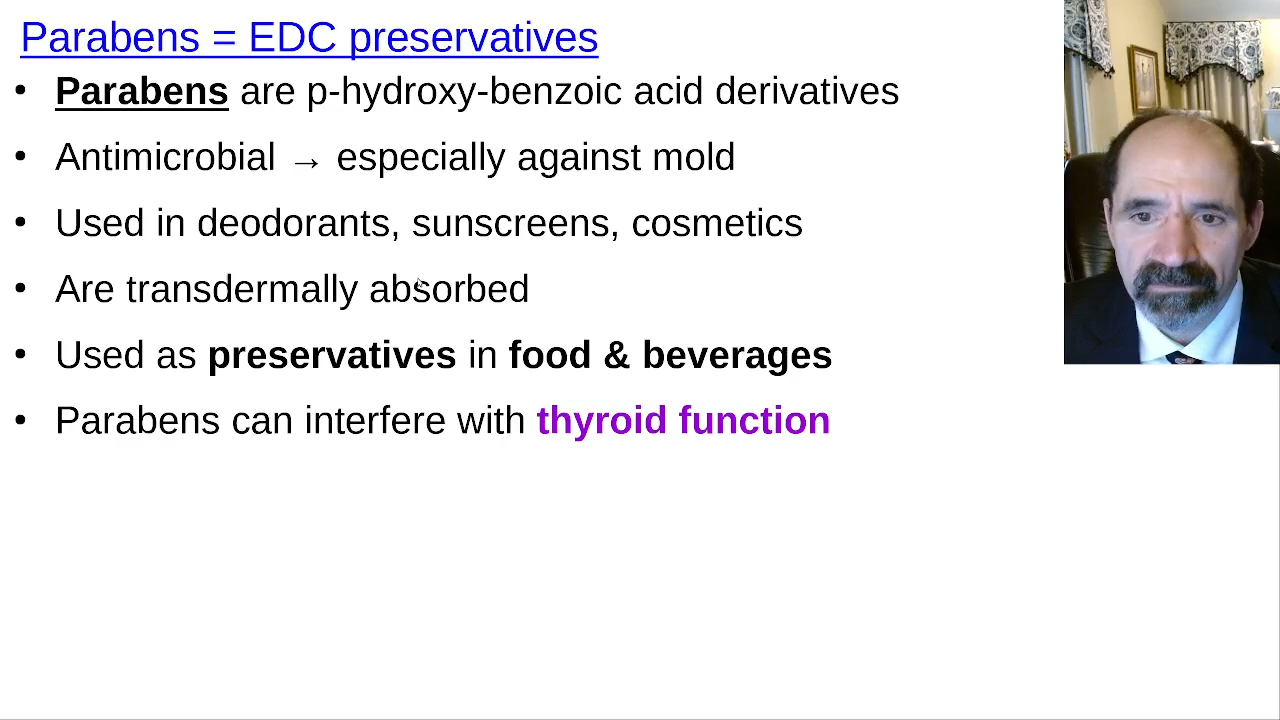 Parabens = EDC preservatives
• Parabens are p-hydroxy-benzoic acid derivatives
• Antimicrobial → especially against mold
• Used in deodorants, sunscreens, cosmetics
• Are transdermally absorbed
• Used as preservatives in food & beverages
• Parabens can interfere with thyroid function